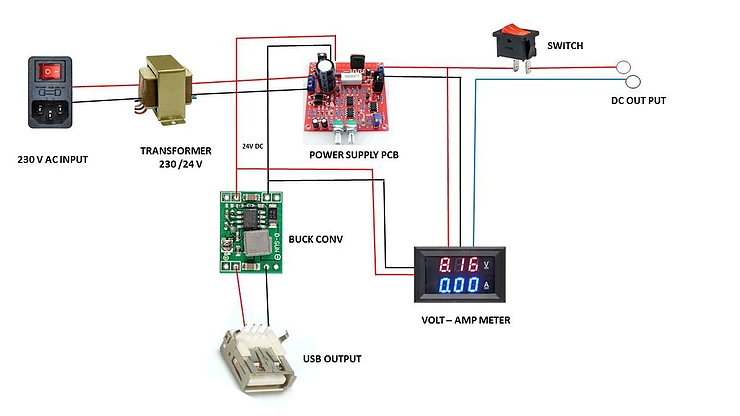 SWITCH
DC OUT PUT
230 V AC INPUT
TRANSFORMER
230 /24 V
24V DC
POWER SUPPLY PCB
BUCK CONV
D-SUN
8.16 V
0.00 A
VOLT – AMP METER
USB OUTPUT